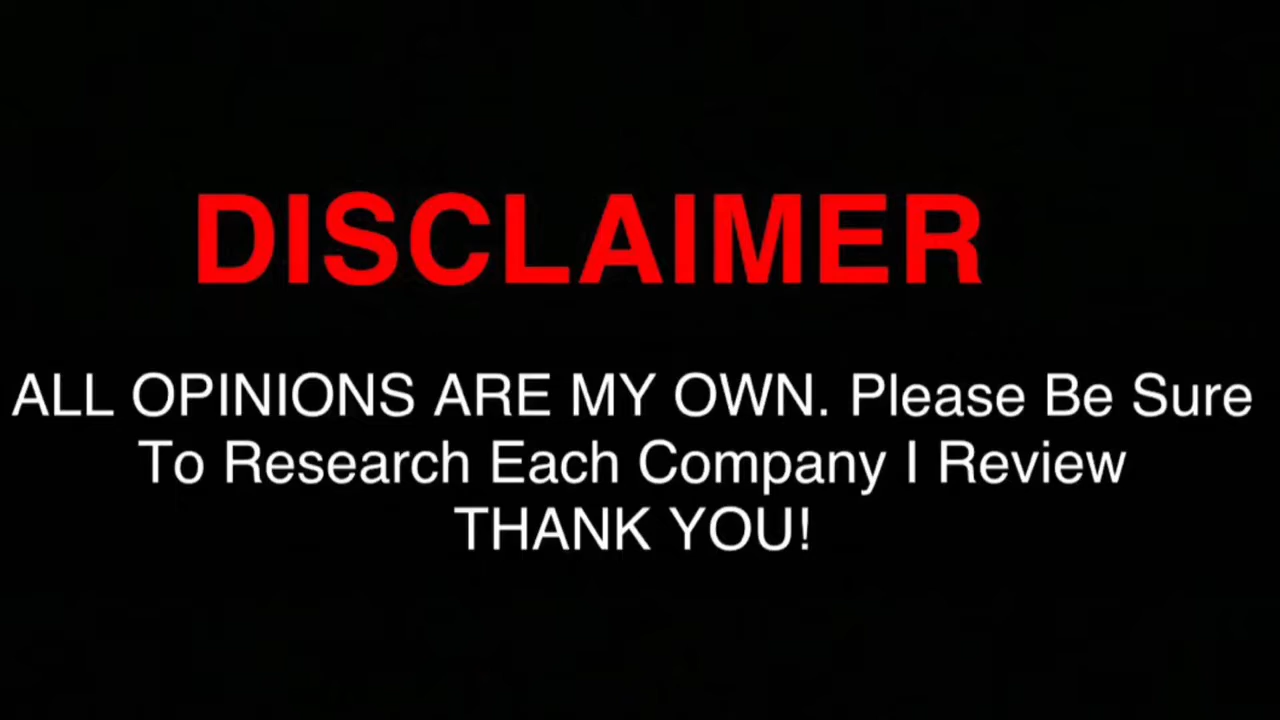 DISCLAIMER
ALL OPINIONS ARE MY OWN. Please Be Sure
To Research Each Company I Review
THANK YOU!